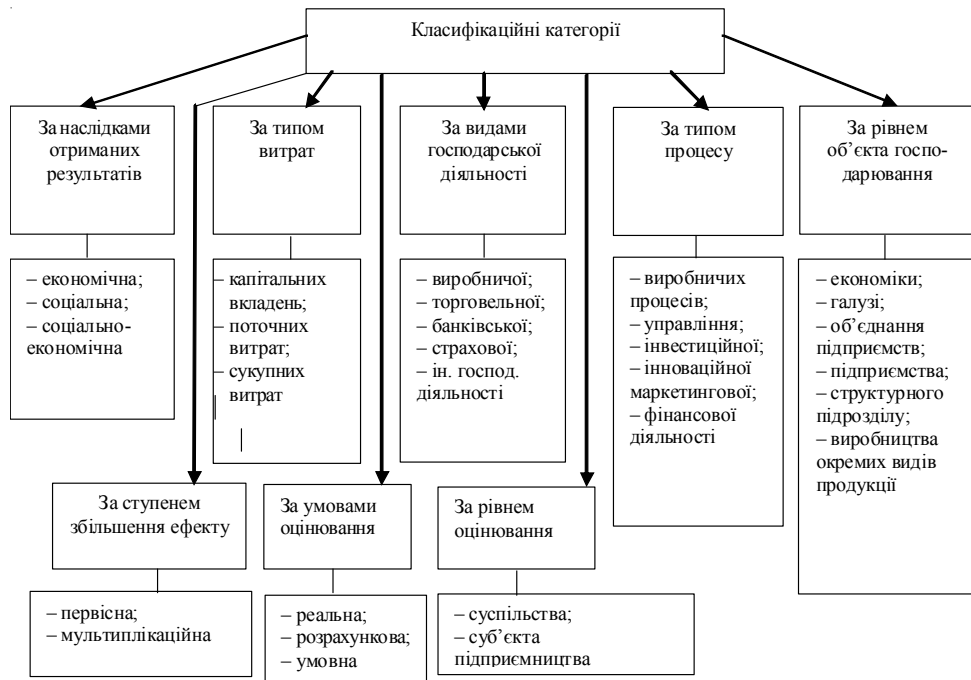 Класифікаційні категорії
За наслідками
отриманих
результатів
– економічна;
– соціальна;
– соціально-
економічна
За типом
витрат
– капітальних
вкладень;
– поточних
витрат;
– сукупних
витрат
За видами
господарської
діяльності
– виробничої;
– торговельної;
– банківської;
– страхової;
– ін. господ.
діяльності
За типом
процесу
– виробничих
процесів;
– управління;
– інвестиційної;
– інноваційної
маркетингової;
– фінансової
діяльності
За рівнем
об’єкта госпо-
дарювання
– економіки;
– галузі;
– об’єднання
підприємств;
– підприємства;
– структурного
підрозділу;
– виробництва
окремих видів
продукції
За ступенем
збільшення ефекту
– первісна;
– мультиплікаційна
За умовами
оцінювання
– реальна;
– розрахункова;
– умовна
За рівнем
оцінювання
– суспільства;
– суб’єкта
підприємництва